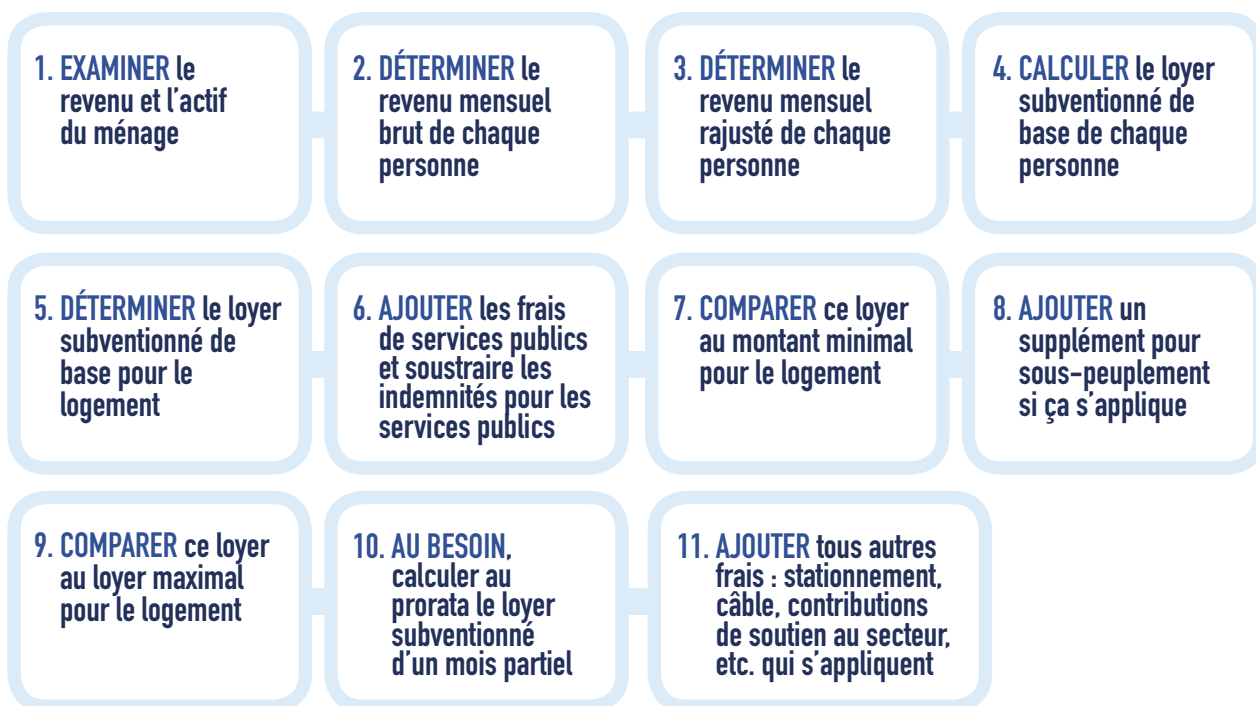 1. EXAMINER le
revenu et l'actif
du ménage
2. DÉTERMINER le
revenu mensuel
brut de chaque
personne
3. DÉTERMINER le
revenu mensuel
rajusté de chaque
personne
4. CALCULER le loyer
subventionné de
base de chaque
personne
5. DÉTERMINER le loyer
subventionné de
base pour le
logement
6. AJOUTER les frais
de services publics
et soustraire les
indemnités pour les
services publics
7. COMPARER ce loyer
au montant minimal
pour le logement
8. AJOUTER un
supplément pour
sous-peuplement
si ça s'applique
9. COMPARER ce loyer
au loyer maximal
pour le logement
10. AU BESOIN,
calculer au
prorata le loyer
subventionné
d'un mois partiel
11. AJOUTER tous autres
frais : stationnement,
câble, contributions
de soutien au secteur,
etc. qui s'appliquent